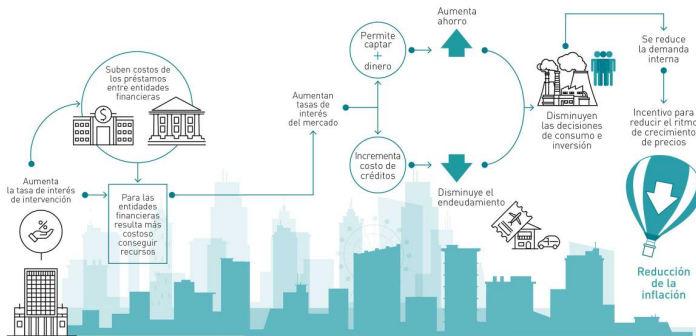 Aumenta
la tasa de interés
de intervención
Suben costos de
los préstamos
entre entidades
financieras
$
%
Para las
entidades
financieras
resulta más
costoso
conseguir
recursos
Aumentan
tasas de
interés
del mercado
Permite
captar
+
dinero
Aumenta
ahorro
Incrementa
costo de
créditos
Disminuye el
endeudamiento
Disminuyen
las decisiones
de consumo e
inversión
Se reduce
la demanda
interna
Incentivo para
reducir el ritmo
de crecimiento
de precios
Reducción
de la
inflación